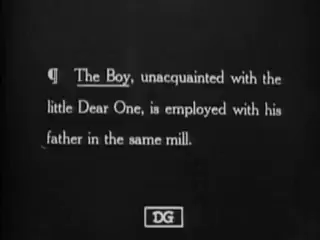 ¶ The Boy, unacquainted with the
little Dear One, is employed with his
father in the same mill.
DG